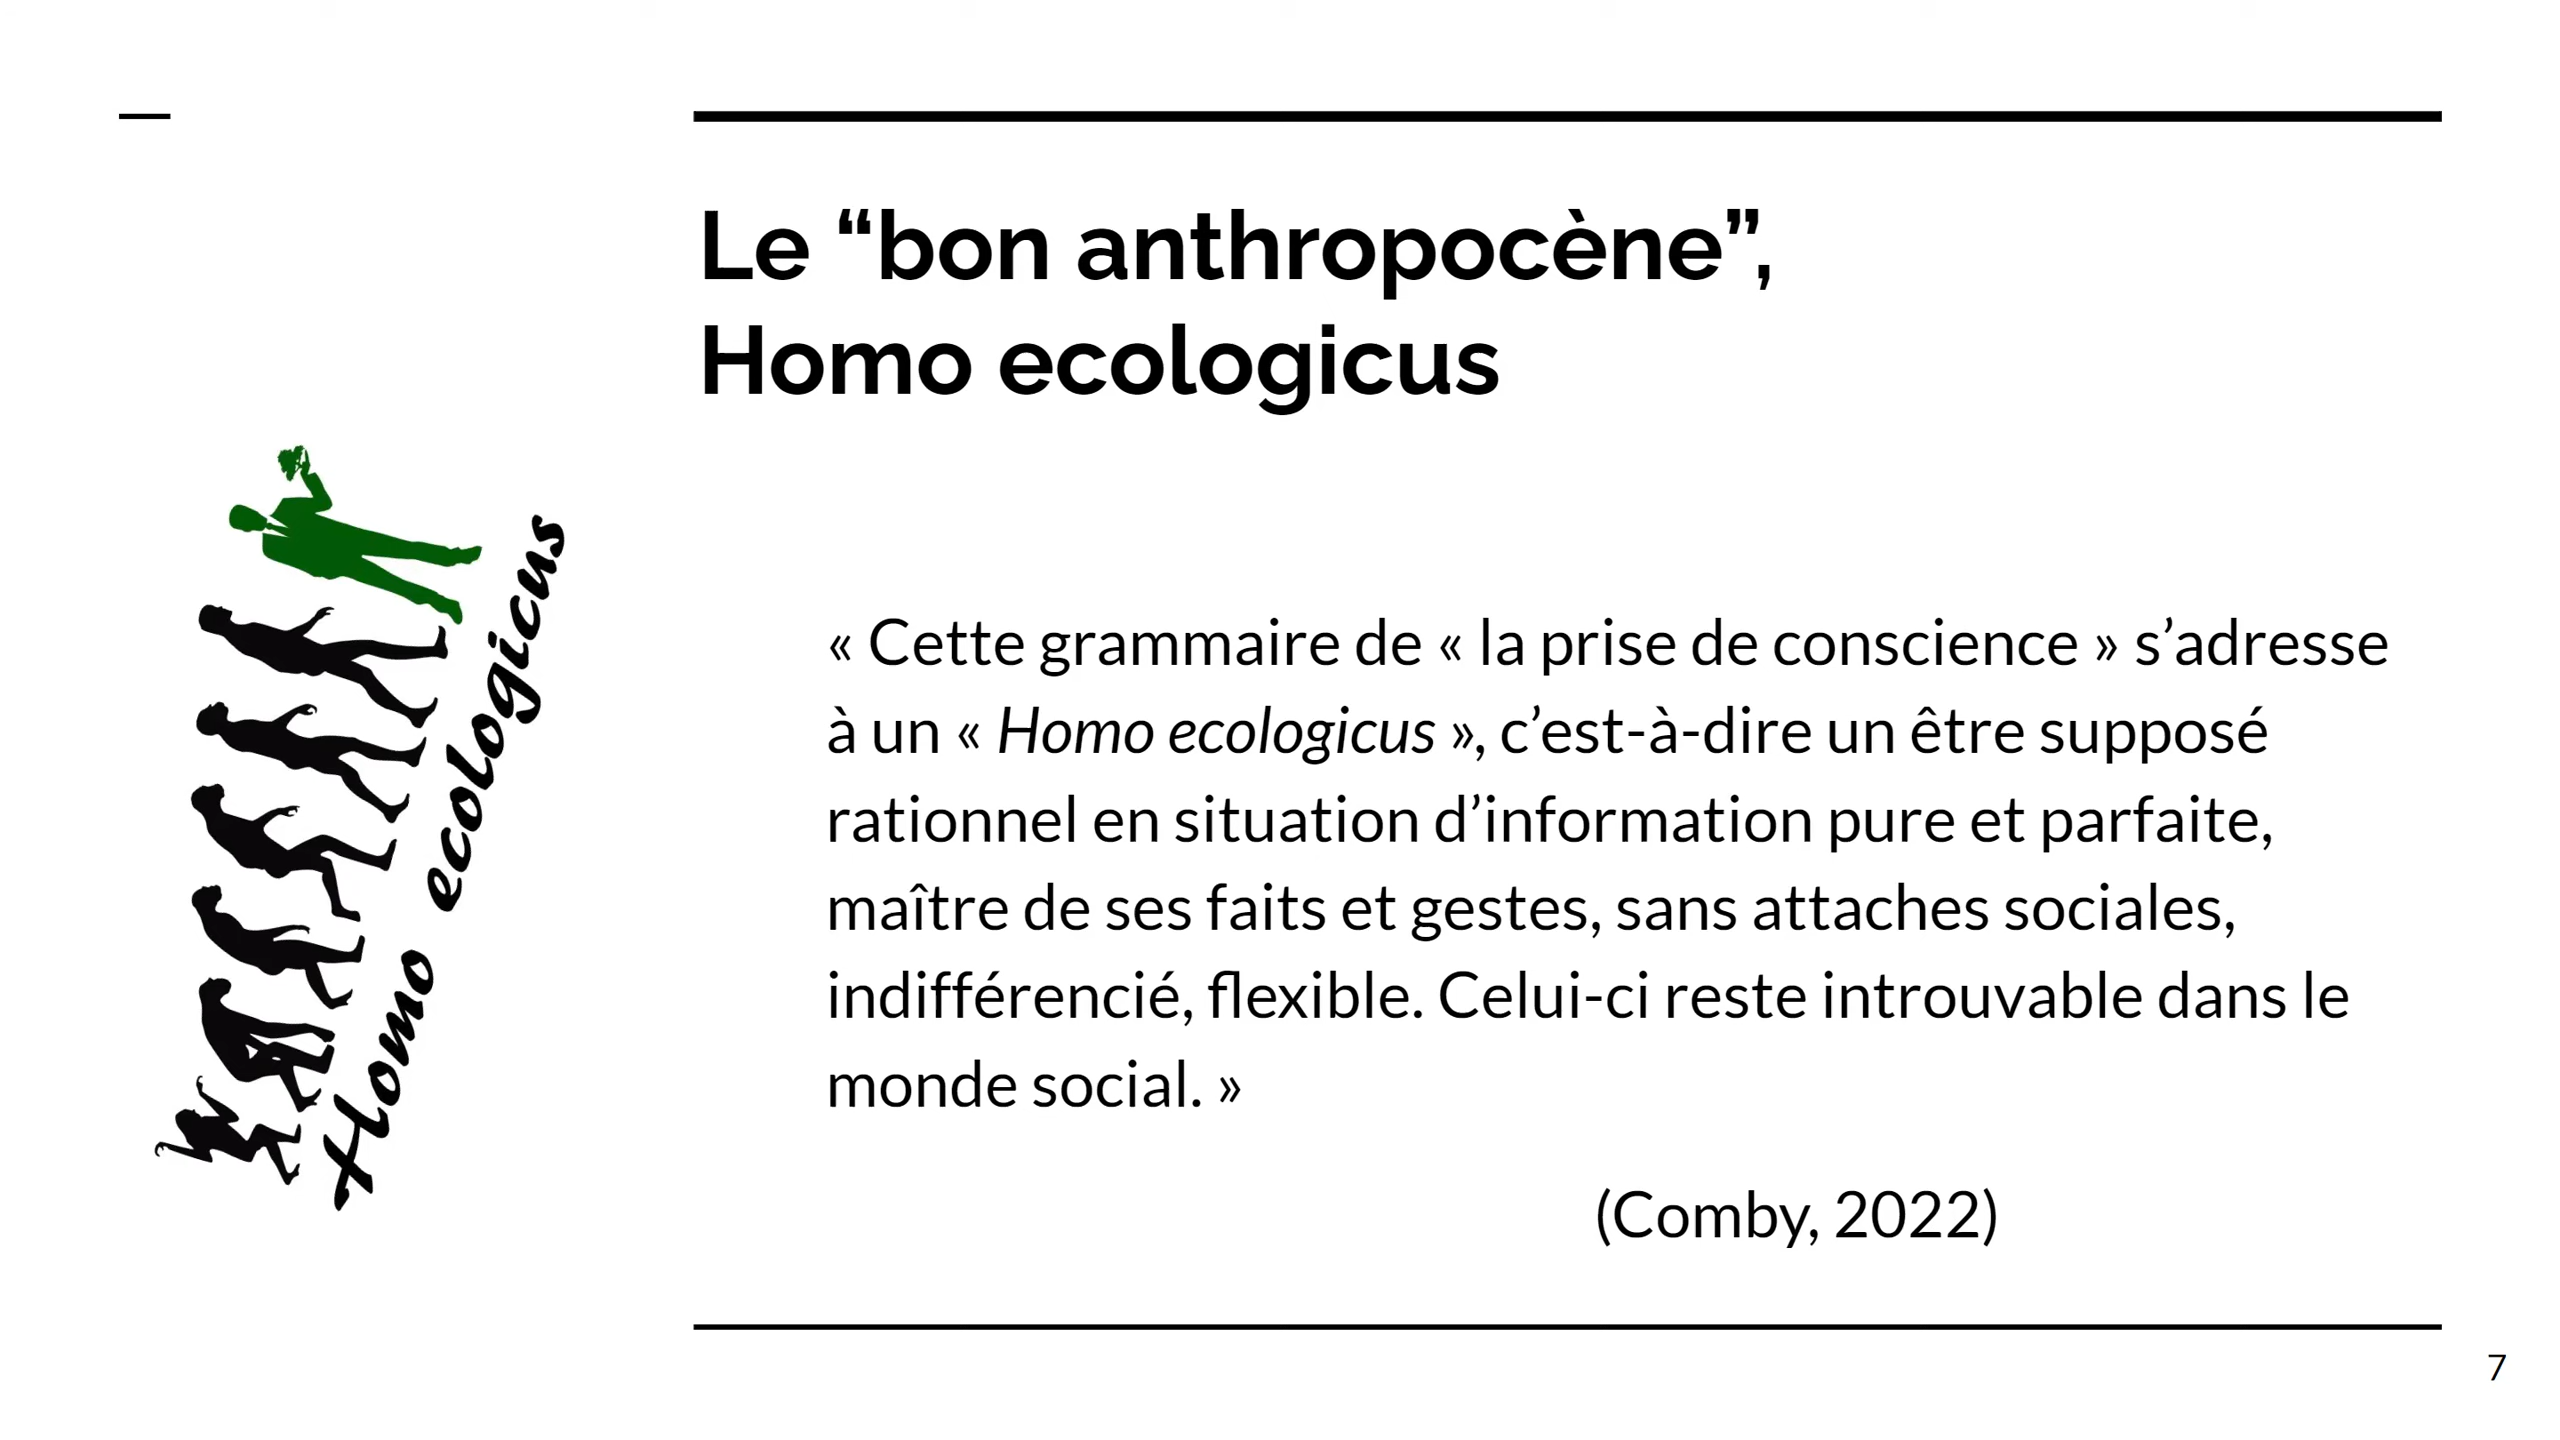 Le “bon anthropocène”,
Homo ecologicus
Homo ecologicus
« Cette grammaire de « la prise de conscience » s’adresse
à un « Homo ecologicus », c’est-à-dire un être supposé
rationnel en situation d’information pure et parfaite,
maître de ses faits et gestes, sans attaches sociales,
indifférencié, flexible. Celui-ci reste introuvable dans le
monde social. »
(Comby, 2022)
7